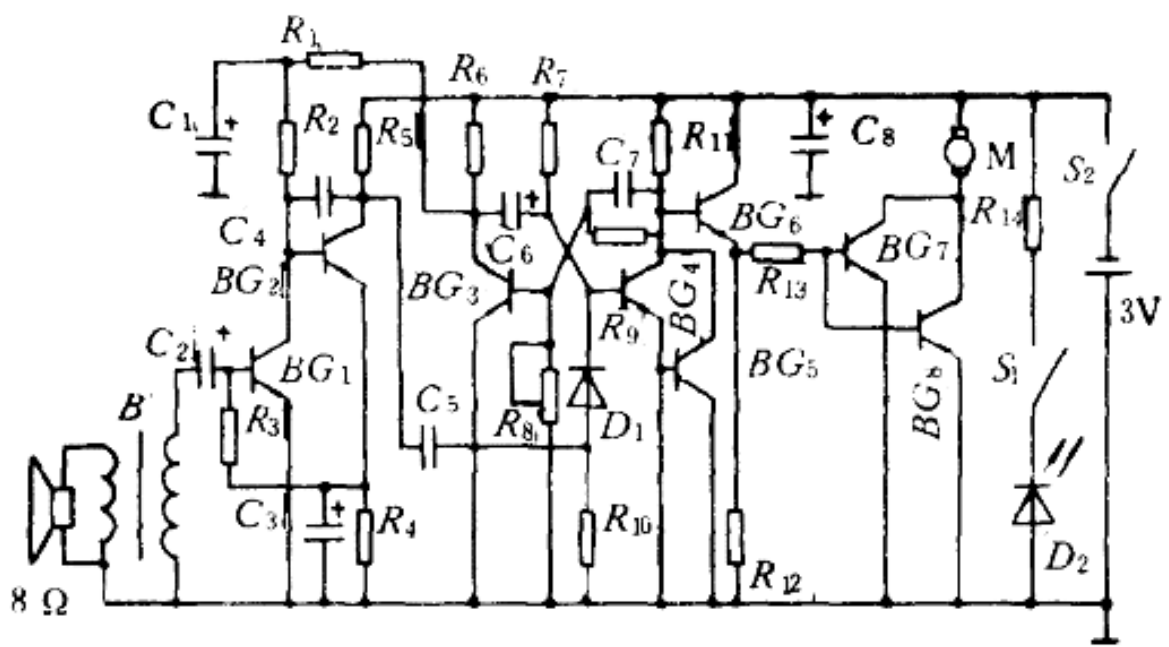 R1
R6
R7
C1
R2
R5
C7
R11
C8
M
S2
C4
C6
BG6
R14
BG7
BG2
BG3
R9
BG4
R13
3V
C2
BG1
BG5
S1
B
R3
C5
R8
D1
BG8
C3
R4
R10
R12
D2
8 Ω